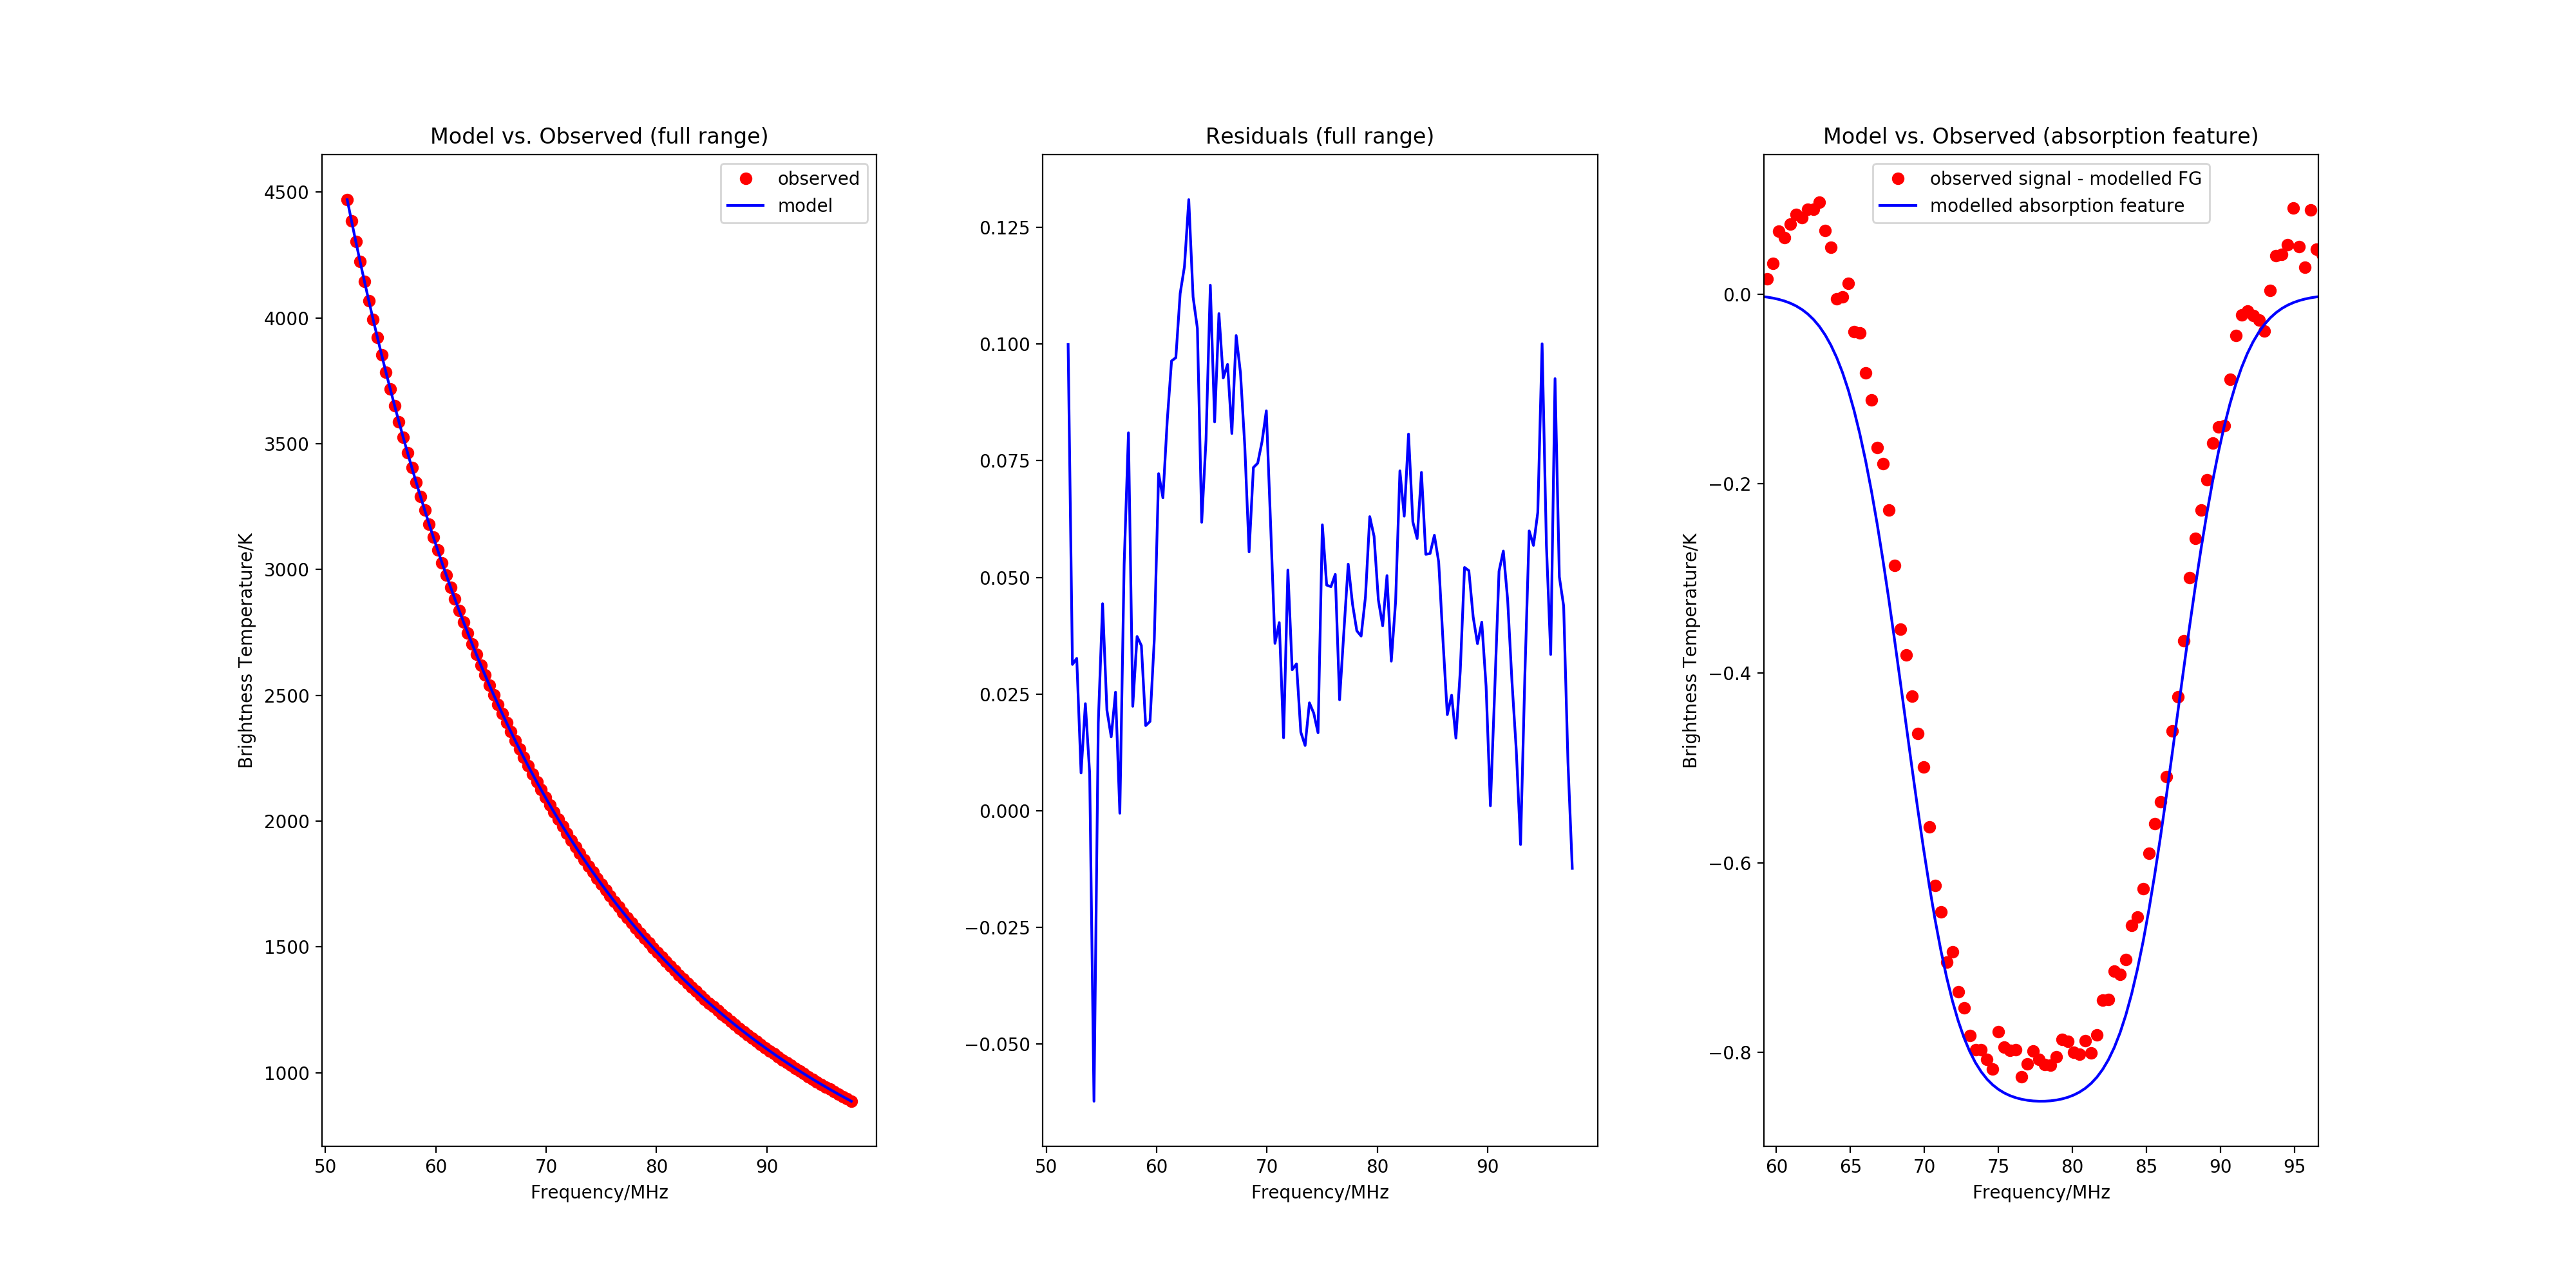 Model vs. Observed (full range)
observed
model
4500
4000
3500
3000
2500
2000
1500
1000
Brightness Temperature/K
50 60 70 80 90
Frequency/MHz
Residuals (full range)
0.125
0.100
0.075
0.050
0.025
0.000
−0.025
−0.050
50 60 70 80 90
Frequency/MHz
Model vs. Observed (absorption feature)
observed signal - modelled FG
modelled absorption feature
0.0
−0.2
−0.4
−0.6
−0.8
Brightness Temperature/K
60 65 70 75 80 85 90 95
Frequency/MHz